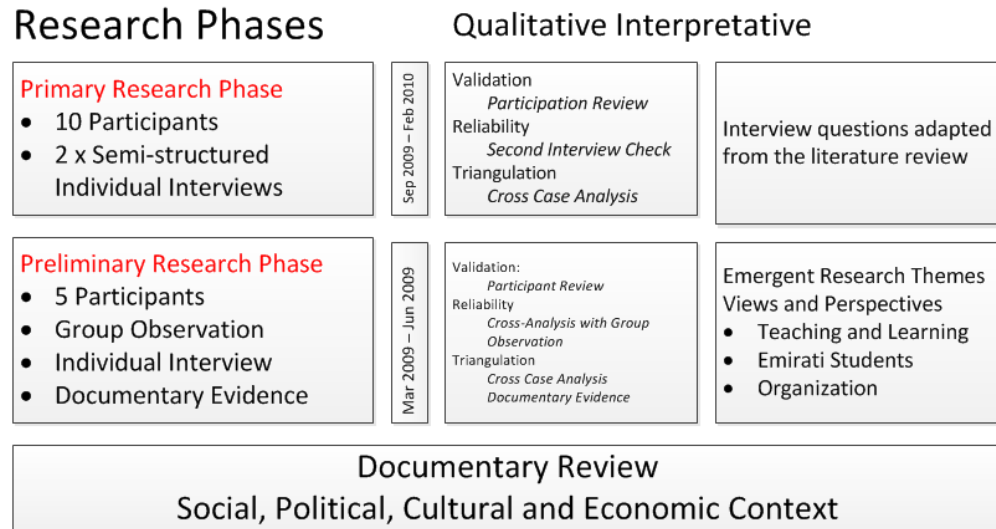 Research Phases
Qualitative Interpretative
Primary Research Phase
• 10 Participants
• 2 x Semi-structured
Individual Interviews
Sep 2009 – Feb 2010
Validation
Participation Review
Reliability
Second Interview Check
Triangulation
Cross Case Analysis
Interview questions adapted
from the literature review
Preliminary Research Phase
• 5 Participants
• Group Observation
• Individual Interview
• Documentary Evidence
Mar 2009 – Jun 2009
Validation:
Participant Review
Reliability
Cross-Analysis with Group
Observation
Triangulation
Cross Case Analysis
Documentary Evidence
Emergent Research Themes
Views and Perspectives
• Teaching and Learning
• Emirati Students
• Organization
Documentary Review
Social, Political, Cultural and Economic Context